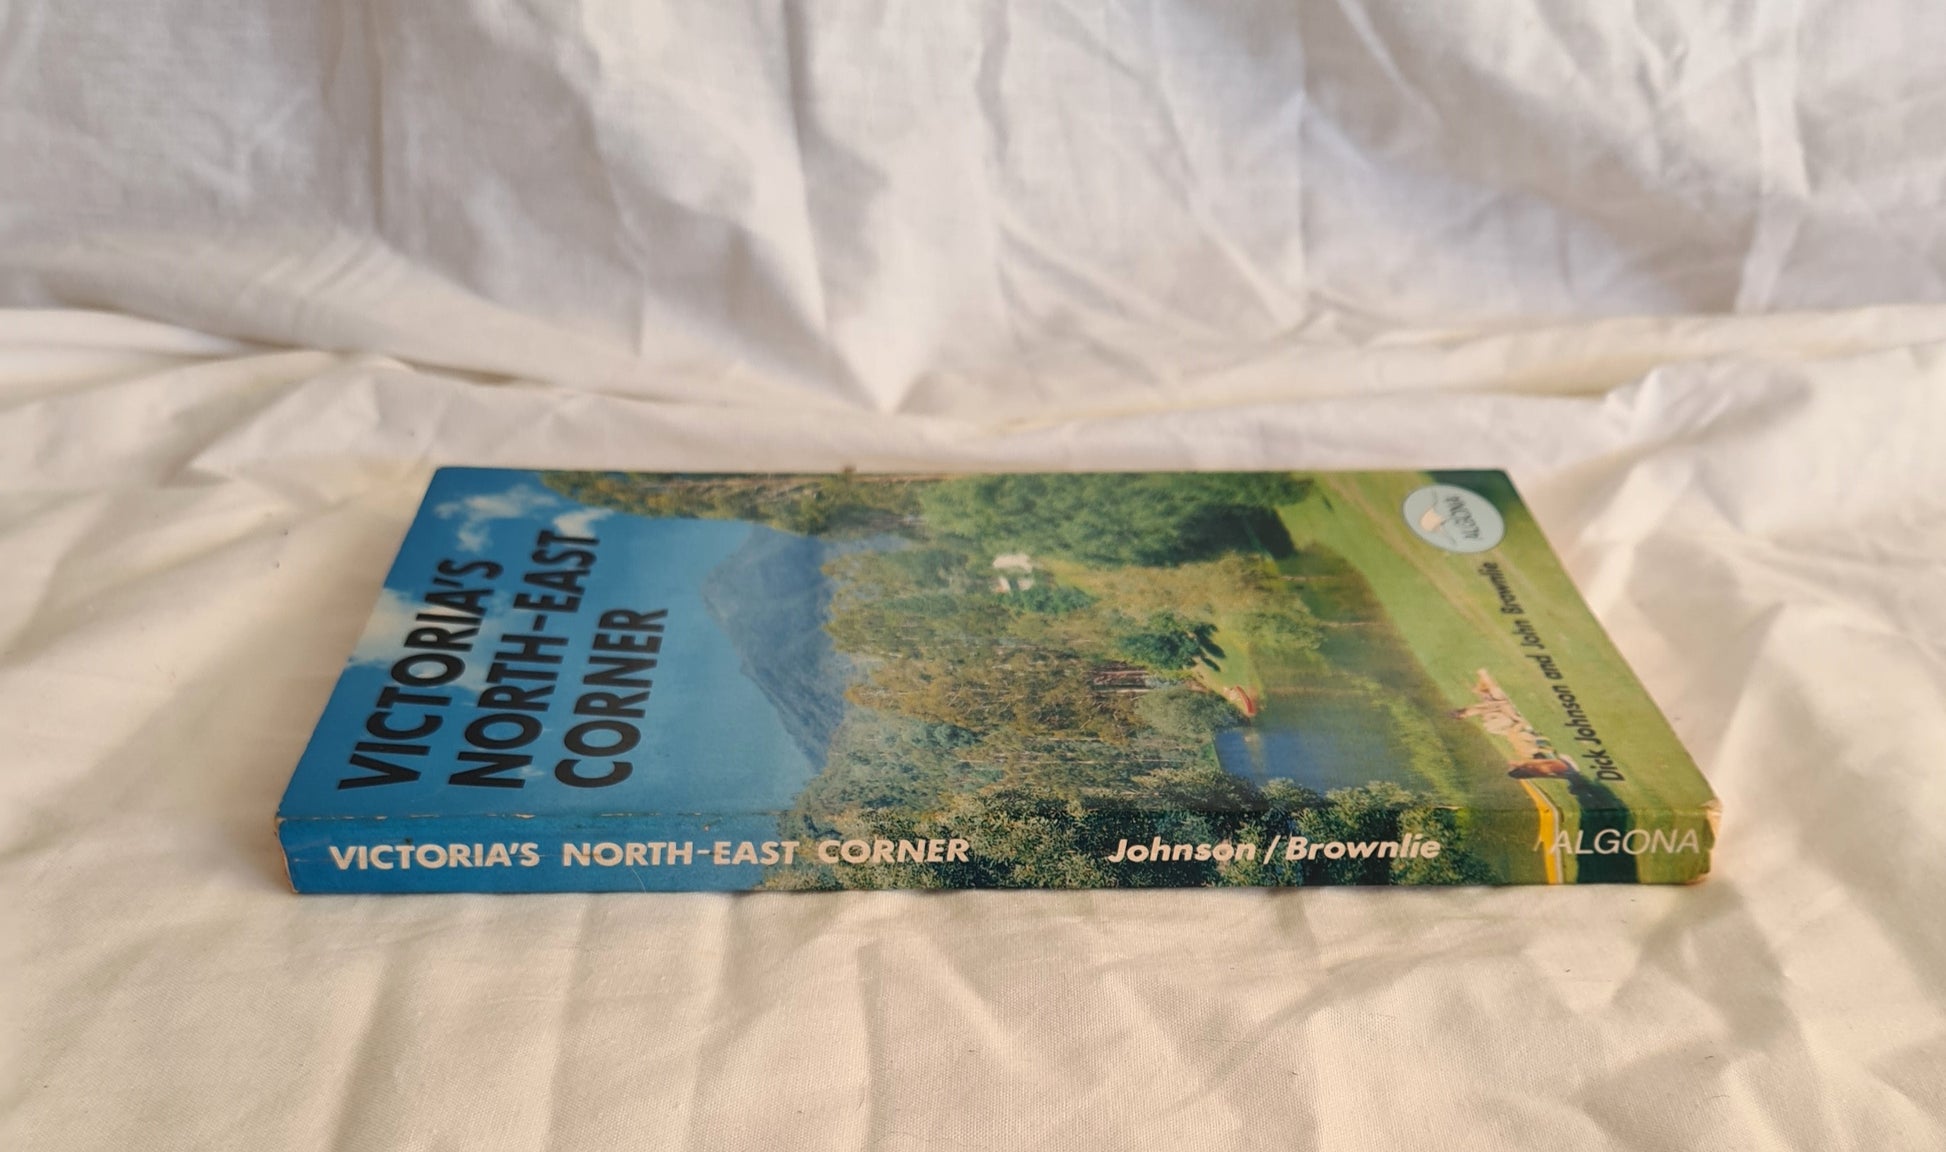 VICTORIA'S
NORTH-EAST
CORNER
ALGONA
Dick Johnson and John Brownlie
VICTORIA'S NORTH-EAST CORNER Johnson / Brownlie ALGONA